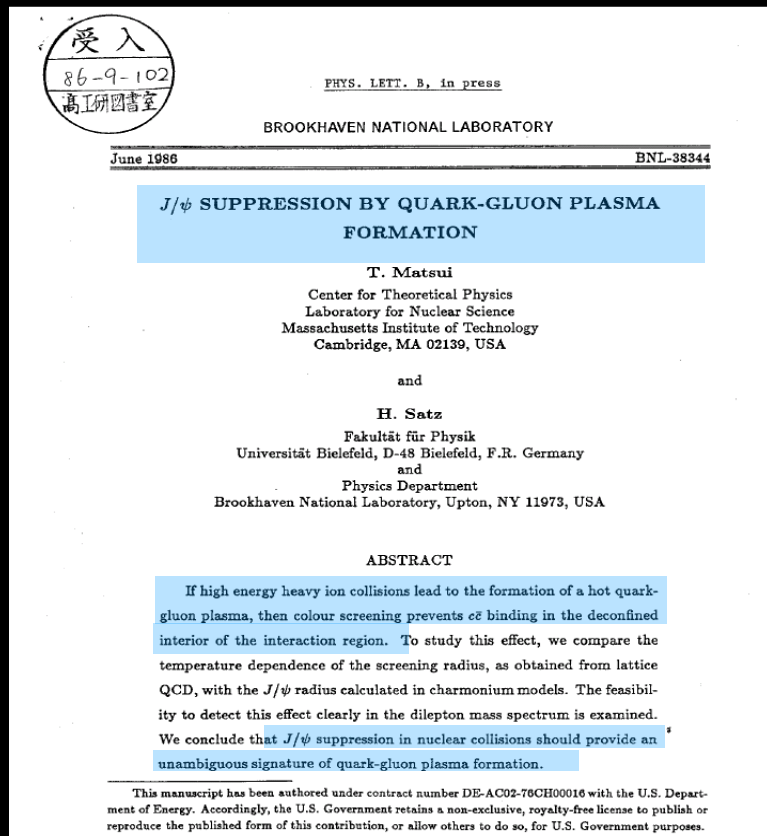 受 入
86-9-102
高工研図書室
PHYS. LETT. B, in press
BROOKHAVEN NATIONAL LABORATORY
June 1986 BNL-38344
J/ψ SUPPRESSION BY QUARK-GLUON PLASMA
FORMATION
T. Matsui
Center for Theoretical Physics
Laboratory for Nuclear Science
Massachusetts Institute of Technology
Cambridge, MA 02139, USA
and
H. Satz
Fakultät für Physik
Universität Bielefeld, D-48 Bielefeld, F.R. Germany
and
Physics Department
Brookhaven National Laboratory, Upton, NY 11973, USA
ABSTRACT
If high energy heavy ion collisions lead to the formation of a hot quark-
gluon plasma, then colour screening prevents cc̄ binding in the deconfined
interior of the interaction region. To study this effect, we compare the
temperature dependence of the screening radius, as obtained from lattice
QCD, with the J/ψ radius calculated in charmonium models. The feasibil-
ity to detect this effect clearly in the dilepton mass spectrum is examined.
We conclude that J/ψ suppression in nuclear collisions should provide an
unambiguous signature of quark-gluon plasma formation.
This manuscript has been authored under contract number DE-AC02-76CH00016 with the U.S. Depart-
ment of Energy. Accordingly, the U.S. Government retains a non-exclusive, royalty-free license to publish or
reproduce the published form of this contribution, or allow others to do so, for U.S. Government purposes.